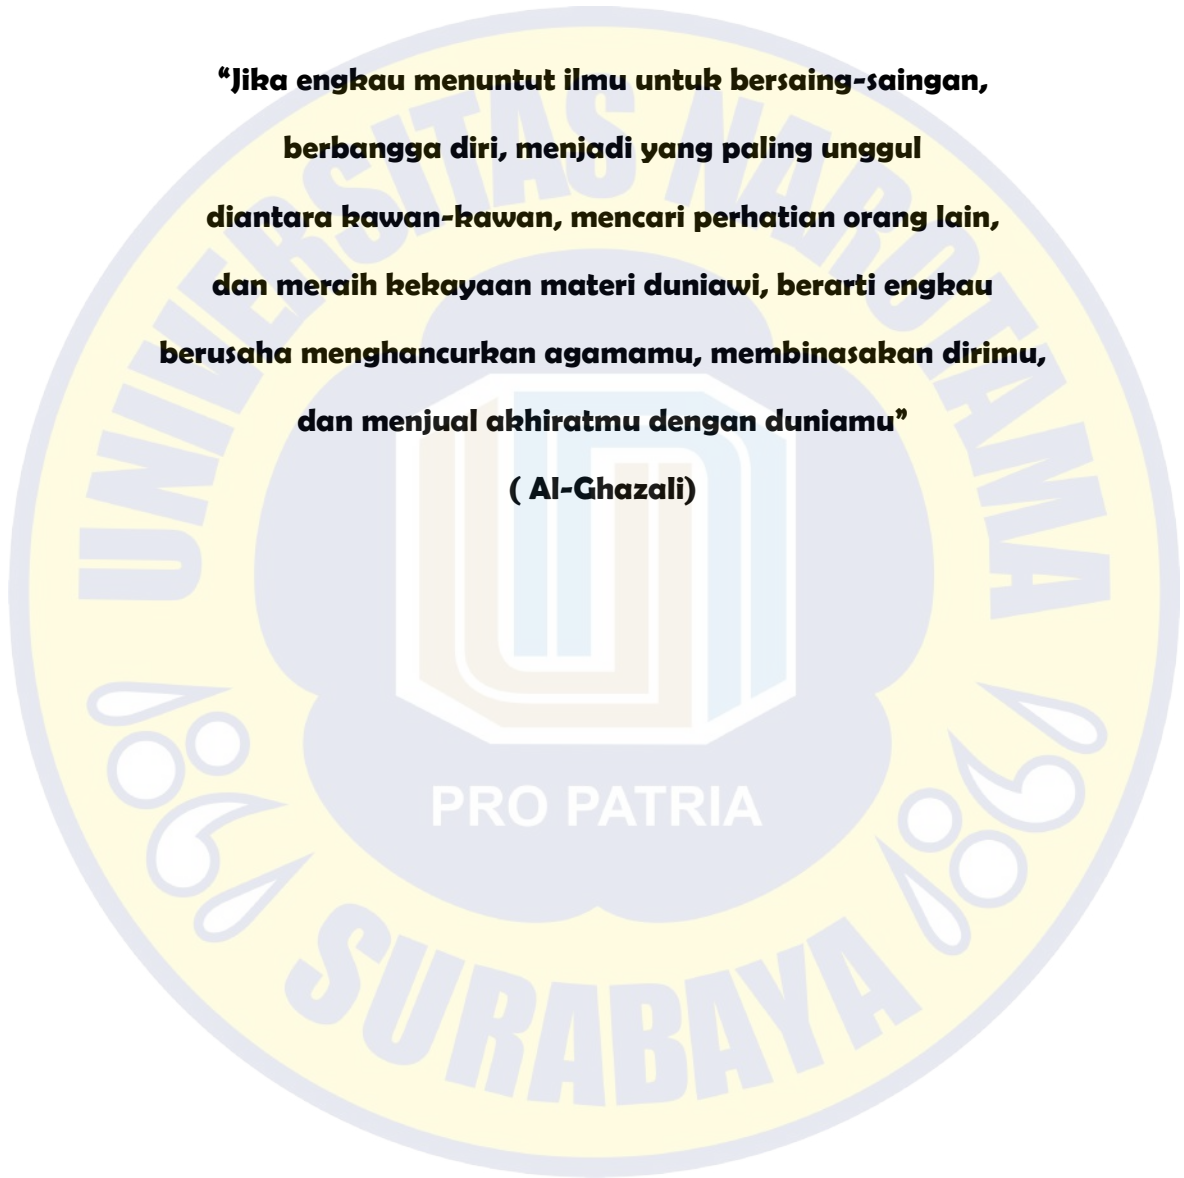 “Jika engkau menuntut ilmu untuk bersaing-saingan,
berbangga diri, menjadi yang paling unggul
diantara kawan-kawan, mencari perhatian orang lain,
dan meraih kekayaan materi duniawi, berarti engkau
berusaha menghancurkan agamamu, membinasakan dirimu,
dan menjual akhiratmu dengan duniamu”
( Al-Ghazali)
UNIVERSITAS NAROTAMA
PRO PATRIA
SURABAYA